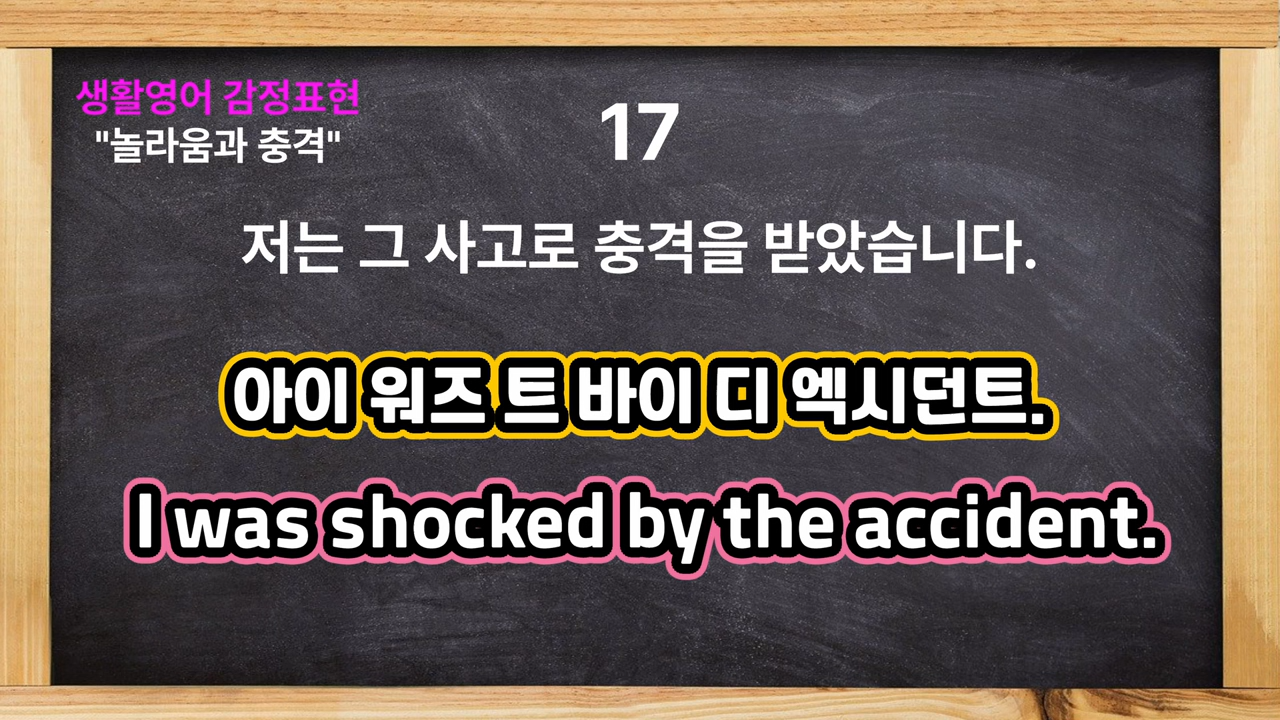 생활영어 감정표현
"놀라움과 충격"
17
저는 그 사고로 충격을 받았습니다.
아이 워즈 트 바이 디 엑시던트.
I was shocked by the accident.